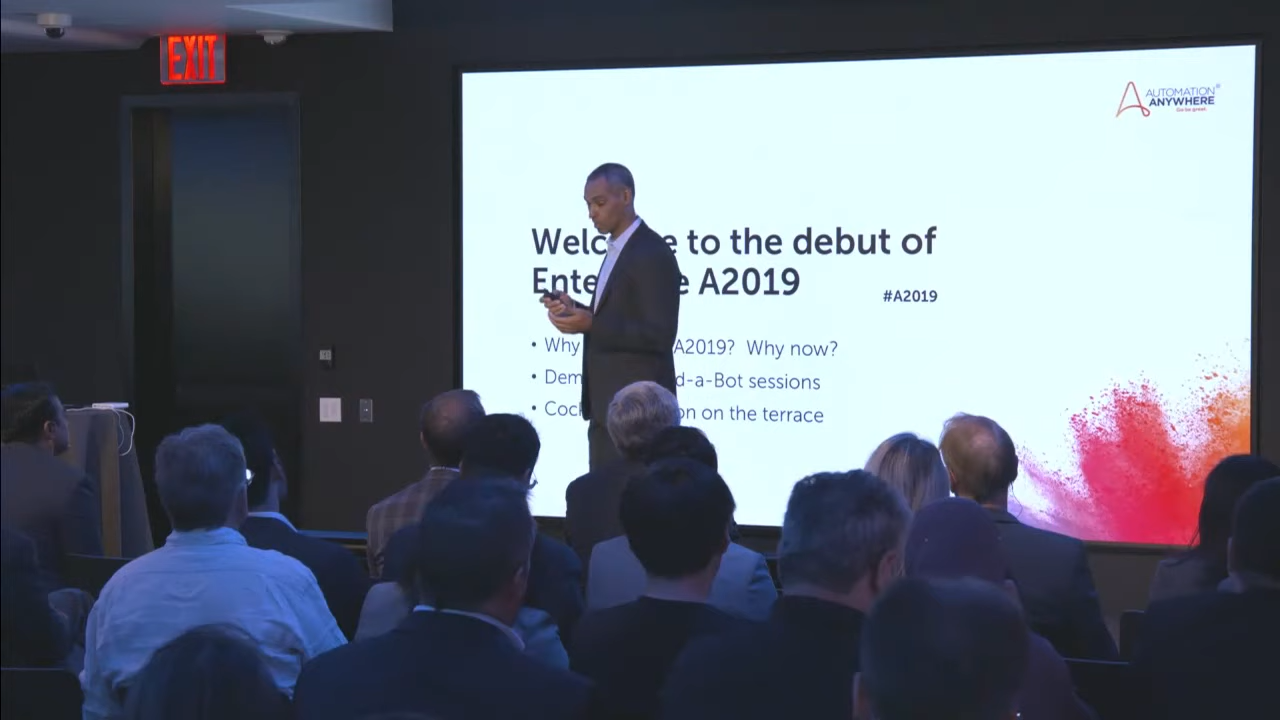 EXIT
AUTOMATION®
ANYWHERE
Go be great.
Welc e to the debut of
Ente e A2019
#A2019
• Why A2019? Why now?
• Dem d-a-Bot sessions
• Cock on on the terrace